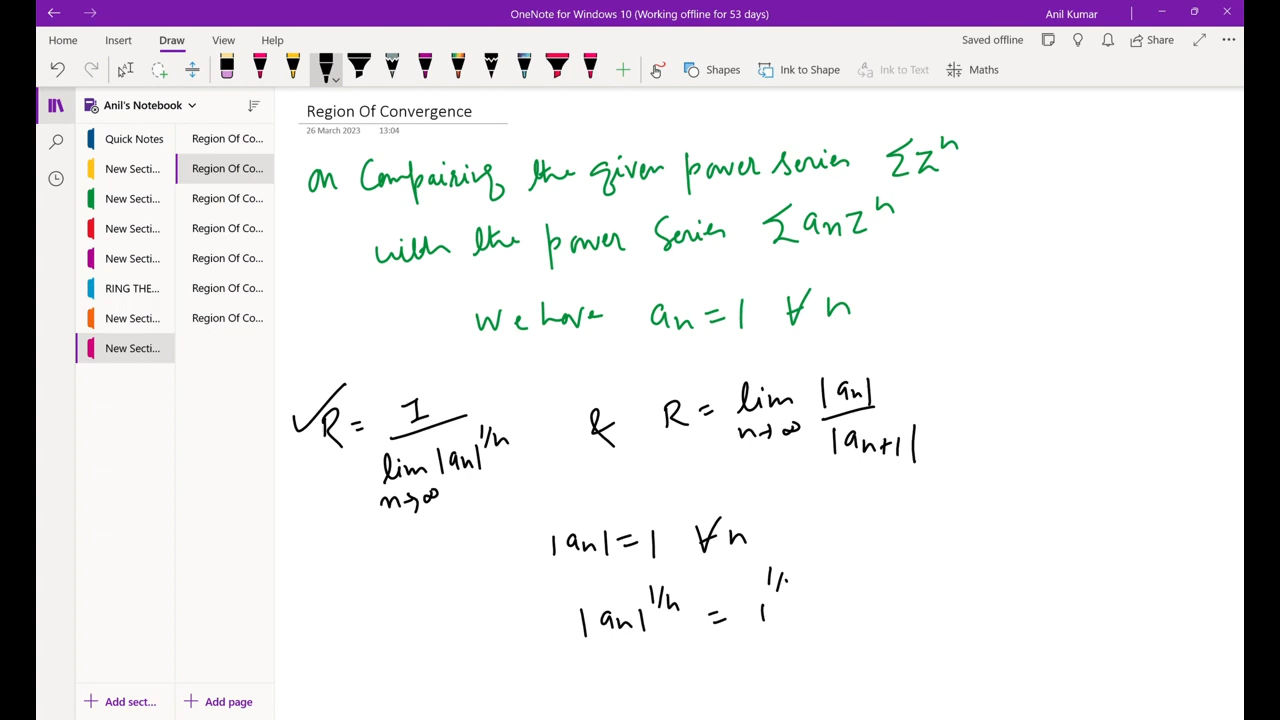 OneNote for Windows 10 (Working offline for 53 days)
Anil Kumar
Home Insert Draw View Help
Saved offline
Share
Shapes
Ink to Shape
Ink to Text
Maths
Anil's Notebook
Quick Notes
New Secti...
New Secti...
New Secti...
New Secti...
RING THE...
New Secti...
New Secti...
Add sect...
Region Of Co...
Region Of Co...
Region Of Co...
Region Of Co...
Region Of Co...
Region Of Co...
Region Of Co...
Add page
Region Of Convergence
26 March 2023 13:04
on Compairing the given power series Σz^n
with the power Series Σa_n z^n
we have a_n = 1 ∀ n
✓R = 1 / lim_{n→∞} |a_n|^{1/n} & R = lim_{n→∞} |a_n| / |a_{n+1}|
|a_n| = 1 ∀ n
|a_n|^{1/n} = 1^{1/